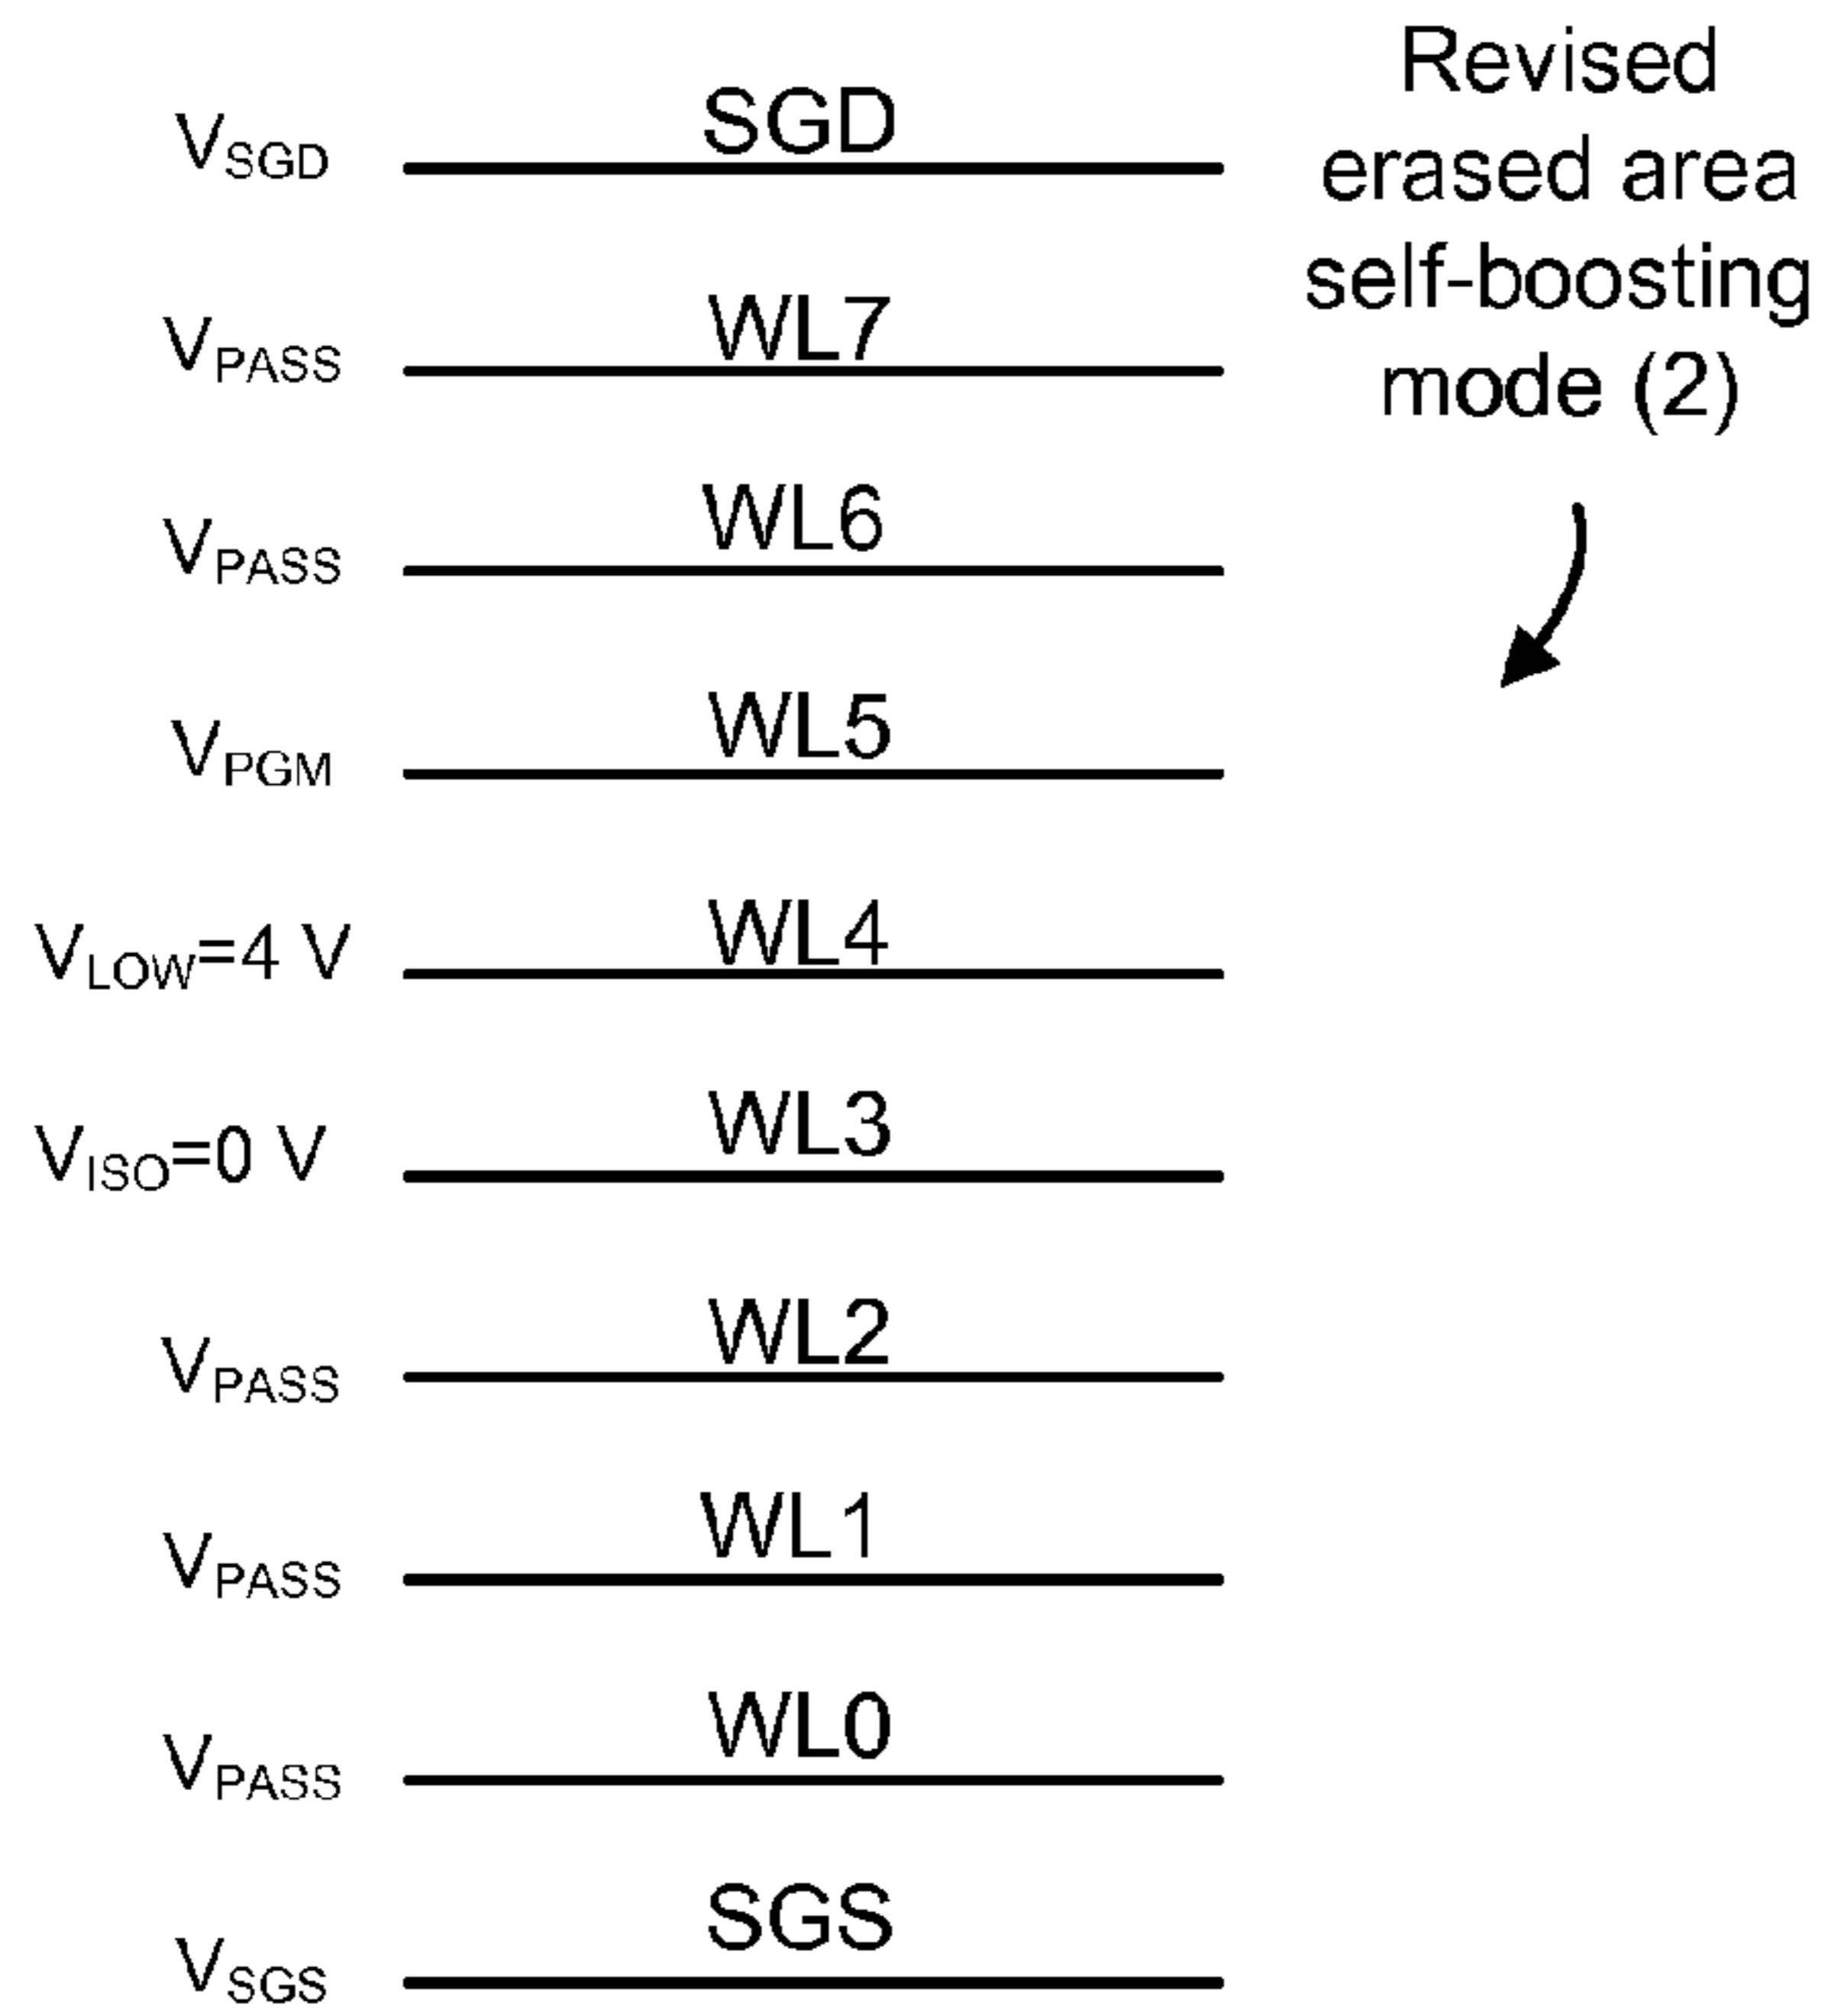 Revised
erased area
self-boosting
mode (2)
VSGD SGD
VPASS WL7
VPASS WL6
VPGM WL5
VLOW=4 V WL4
VISO=0 V WL3
VPASS WL2
VPASS WL1
VPASS WL0
VSGS SGS